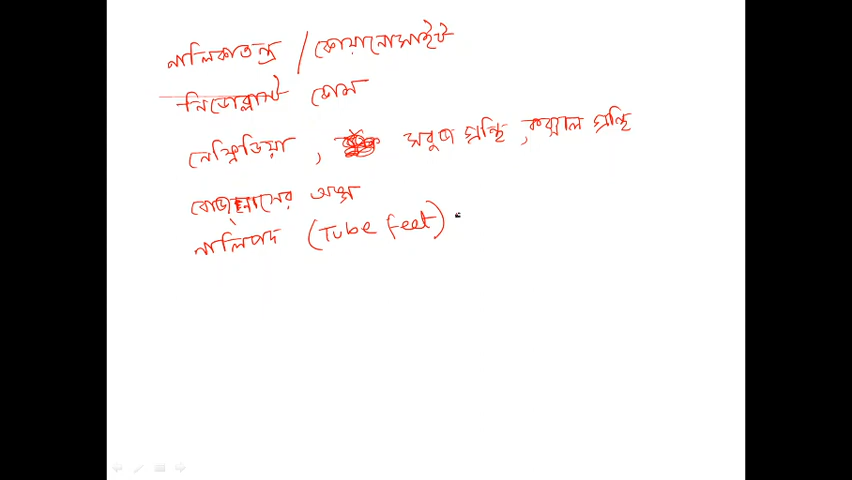 নালিকাতন্ত্র / কোয়ানোসাইট
নিডোব্লাস্ট কোষ
নেফ্রিডিয়া, সবুজ গ্রন্থি, কক্সাল গ্রন্থি
বোজানাসের অঙ্গ
নালিপদ (Tube feet)